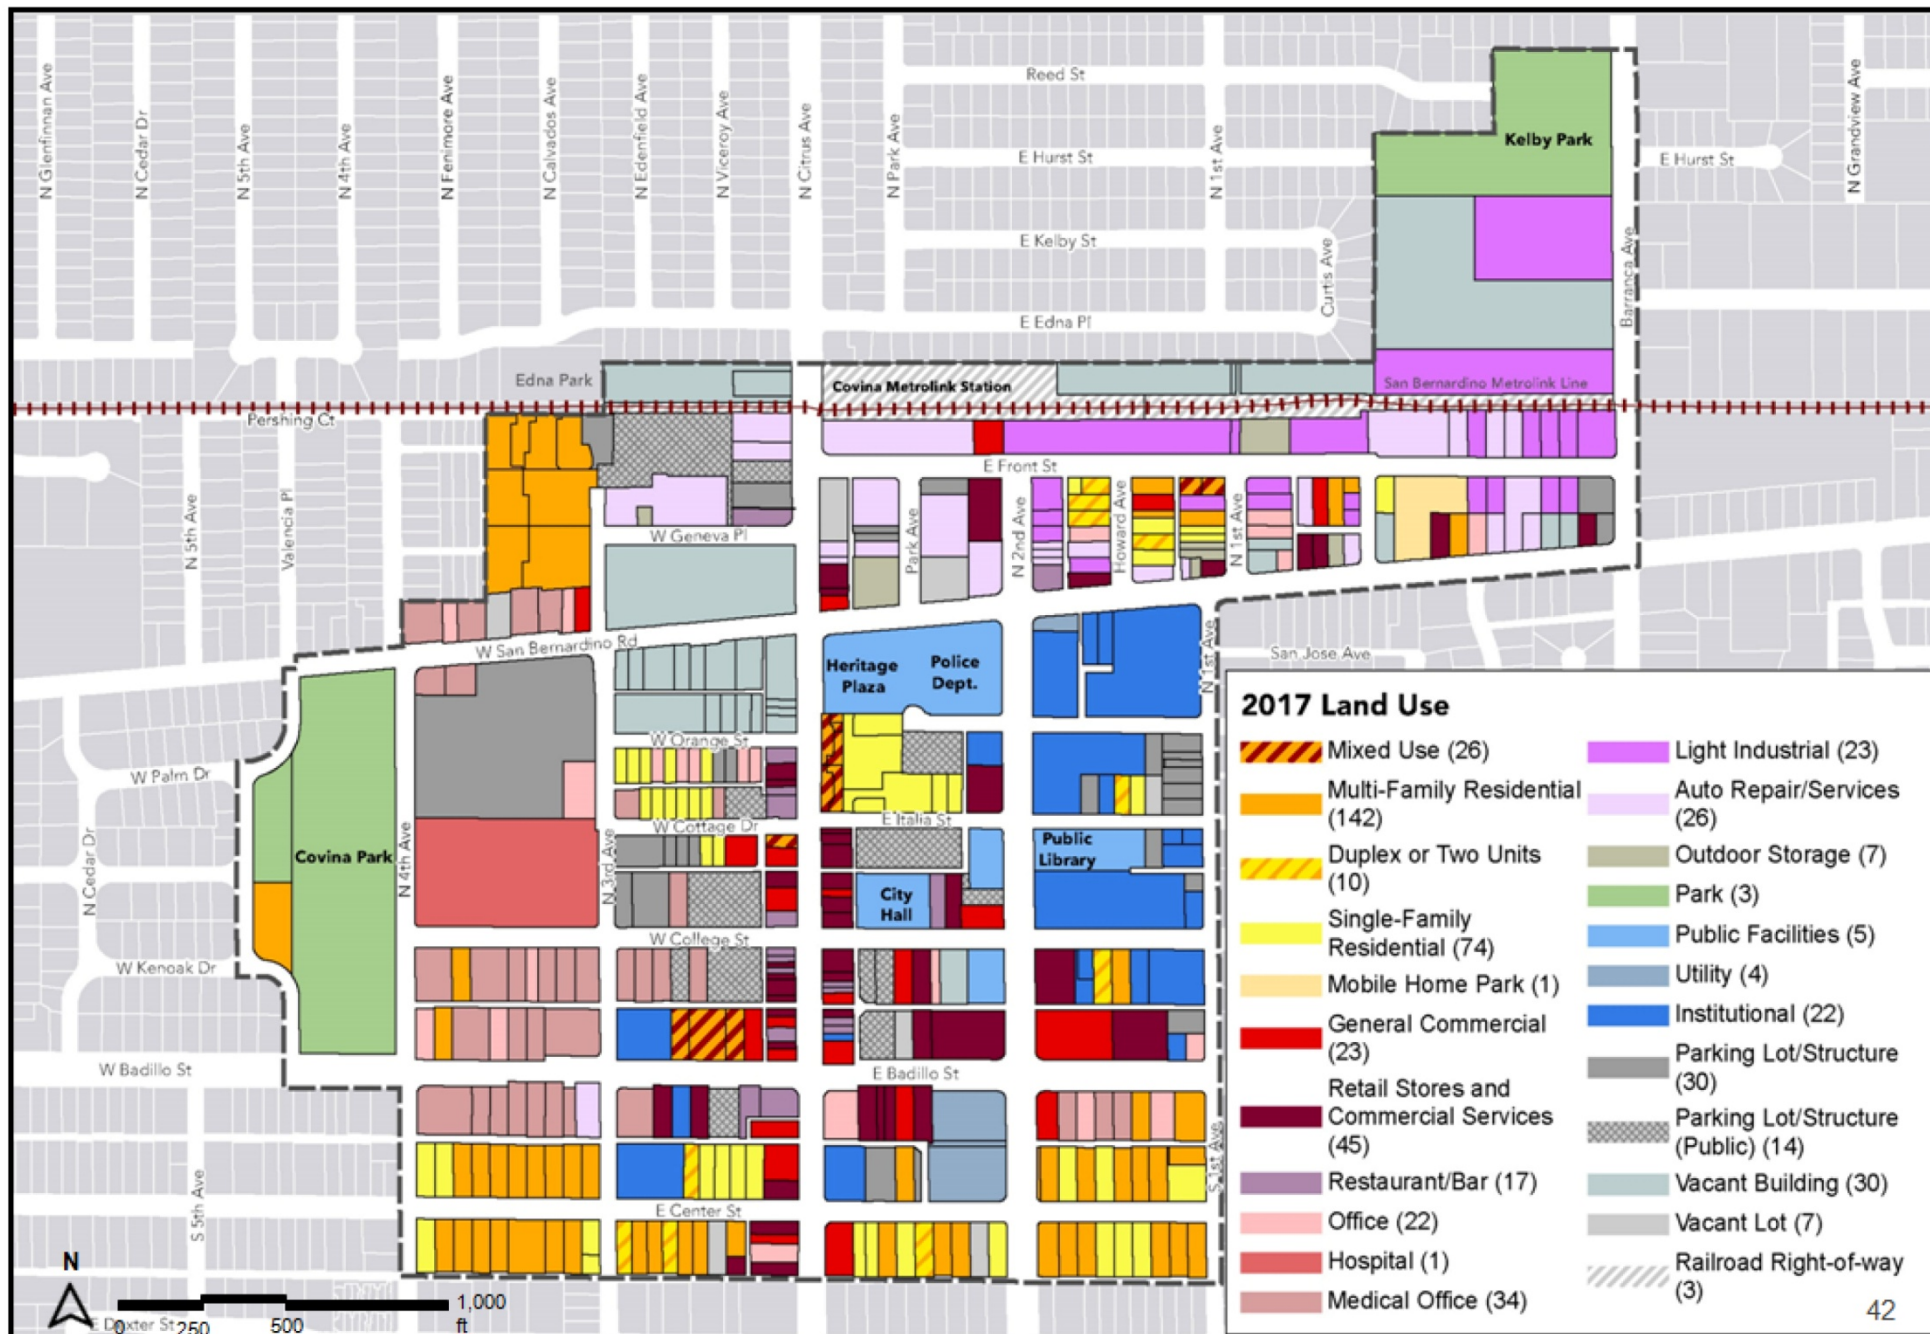 N Glenfinnan Ave
N Cedar Dr
N 5th Ave
N 4th Ave
N Fenimore Ave
N Calvados Ave
N Edenfield Ave
N Viceroy Ave
N Citrus Ave
N Park Ave
N 1st Ave
N Grandview Ave
Reed St
E Hurst St
E Kelby St
Curtis Ave
E Edna Pl
Kelby Park
E Hurst St
Barranca Ave
Edna Park
Covina Metrolink Station
San Bernardino Metrolink Line
Pershing Ct
E Front St
N 5th Ave
Valencia Pl
W Geneva Pl
Park Ave
N 2nd Ave
Howard Ave
N 1st Ave
W San Bernardino Rd
San Jose Ave
N 1st Ave
Heritage
Plaza
Police
Dept.
W Orange St
W Palm Dr
N Cedar Dr
Covina Park
N 4th Ave
N 3rd Ave
W Cottage Dr
E Italia St
Public
Library
City
Hall
W College St
W Kenoak Dr
W Badillo St
E Badillo St
S 5th Ave
S 1st Ave
E Center St
2017 Land Use
Mixed Use (26)
Multi-Family Residential
(142)
Duplex or Two Units
(10)
Single-Family
Residential (74)
Mobile Home Park (1)
General Commercial
(23)
Retail Stores and
Commercial Services
(45)
Restaurant/Bar (17)
Office (22)
Hospital (1)
Medical Office (34)
Light Industrial (23)
Auto Repair/Services
(26)
Outdoor Storage (7)
Park (3)
Public Facilities (5)
Utility (4)
Institutional (22)
Parking Lot/Structure
(30)
Parking Lot/Structure
(Public) (14)
Vacant Building (30)
Vacant Lot (7)
Railroad Right-of-way
(3)
N
0 250 500 1,000
ft
E Dexter St
42